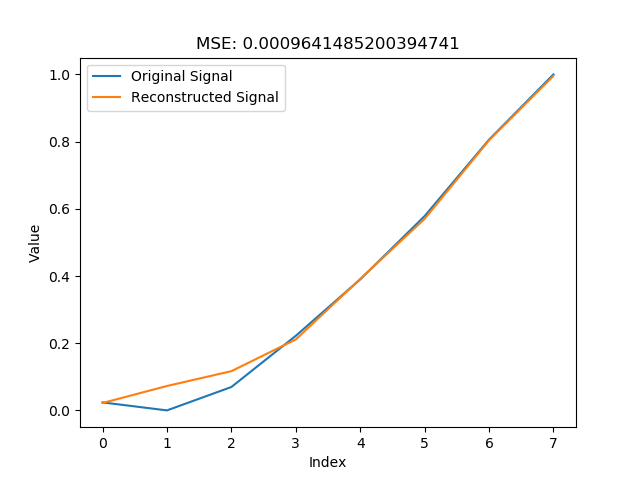 MSE: 0.0009641485200394741
Original Signal
Reconstructed Signal
1.0
0.8
0.6
0.4
0.2
0.0
Value
0 1 2 3 4 5 6 7
Index